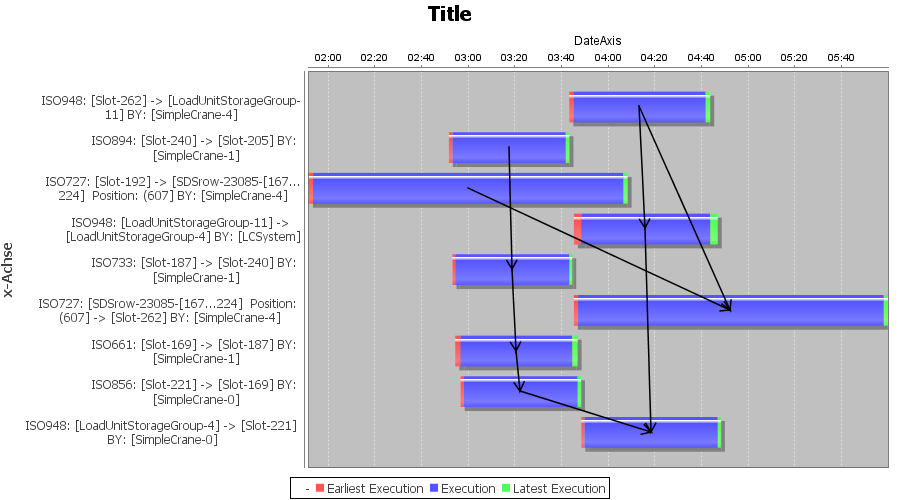 Title
DateAxis
02:00 02:20 02:40 03:00 03:20 03:40 04:00 04:20 04:40 05:00 05:20 05:40
x-Achse
ISO948: [Slot-262] -> [LoadUnitStorageGroup-
11] BY: [SimpleCrane-4]
ISO894: [Slot-240] -> [Slot-205] BY:
[SimpleCrane-1]
ISO727: [Slot-192] -> [SDSrow-23085-[167...
224]  Position: (607] BY: [SimpleCrane-4]
ISO948: [LoadUnitStorageGroup-11] ->
[LoadUnitStorageGroup-4] BY: [LCSystem]
ISO733: [Slot-187] -> [Slot-240] BY:
[SimpleCrane-1]
ISO727: [SDSrow-23085-[167...224]  Position:
(607] -> [Slot-262] BY: [SimpleCrane-4]
ISO661: [Slot-169] -> [Slot-187] BY:
[SimpleCrane-1]
ISO856: [Slot-221] -> [Slot-169] BY:
[SimpleCrane-0]
ISO948: [LoadUnitStorageGroup-4] -> [Slot-221]
BY: [SimpleCrane-0]
- Earliest Execution Execution Latest Execution